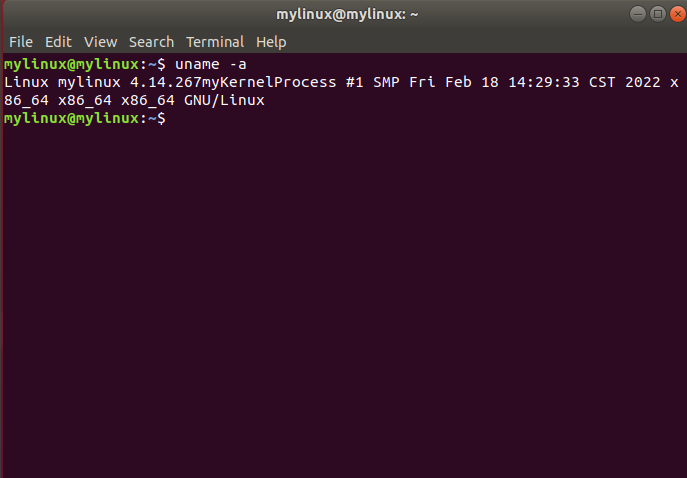 mylinux@mylinux: ~
File Edit View Search Terminal Help
mylinux@mylinux:~$ uname -a
Linux mylinux 4.14.267myKernelProcess #1 SMP Fri Feb 18 14:29:33 CST 2022 x
86_64 x86_64 x86_64 GNU/Linux
mylinux@mylinux:~$